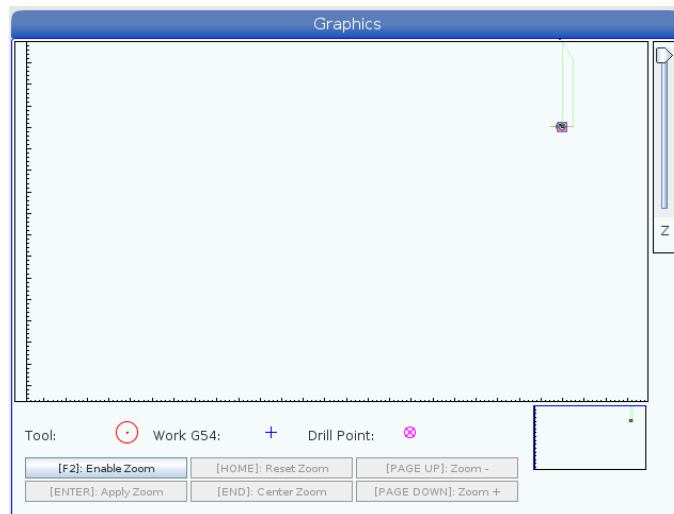 Graphics
Z
Tool: Work G54: Drill Point:
[F2]: Enable Zoom [HOME]: Reset Zoom [PAGE UP]: Zoom -
[ENTER]: Apply Zoom [END]: Center Zoom [PAGE DOWN]: Zoom +